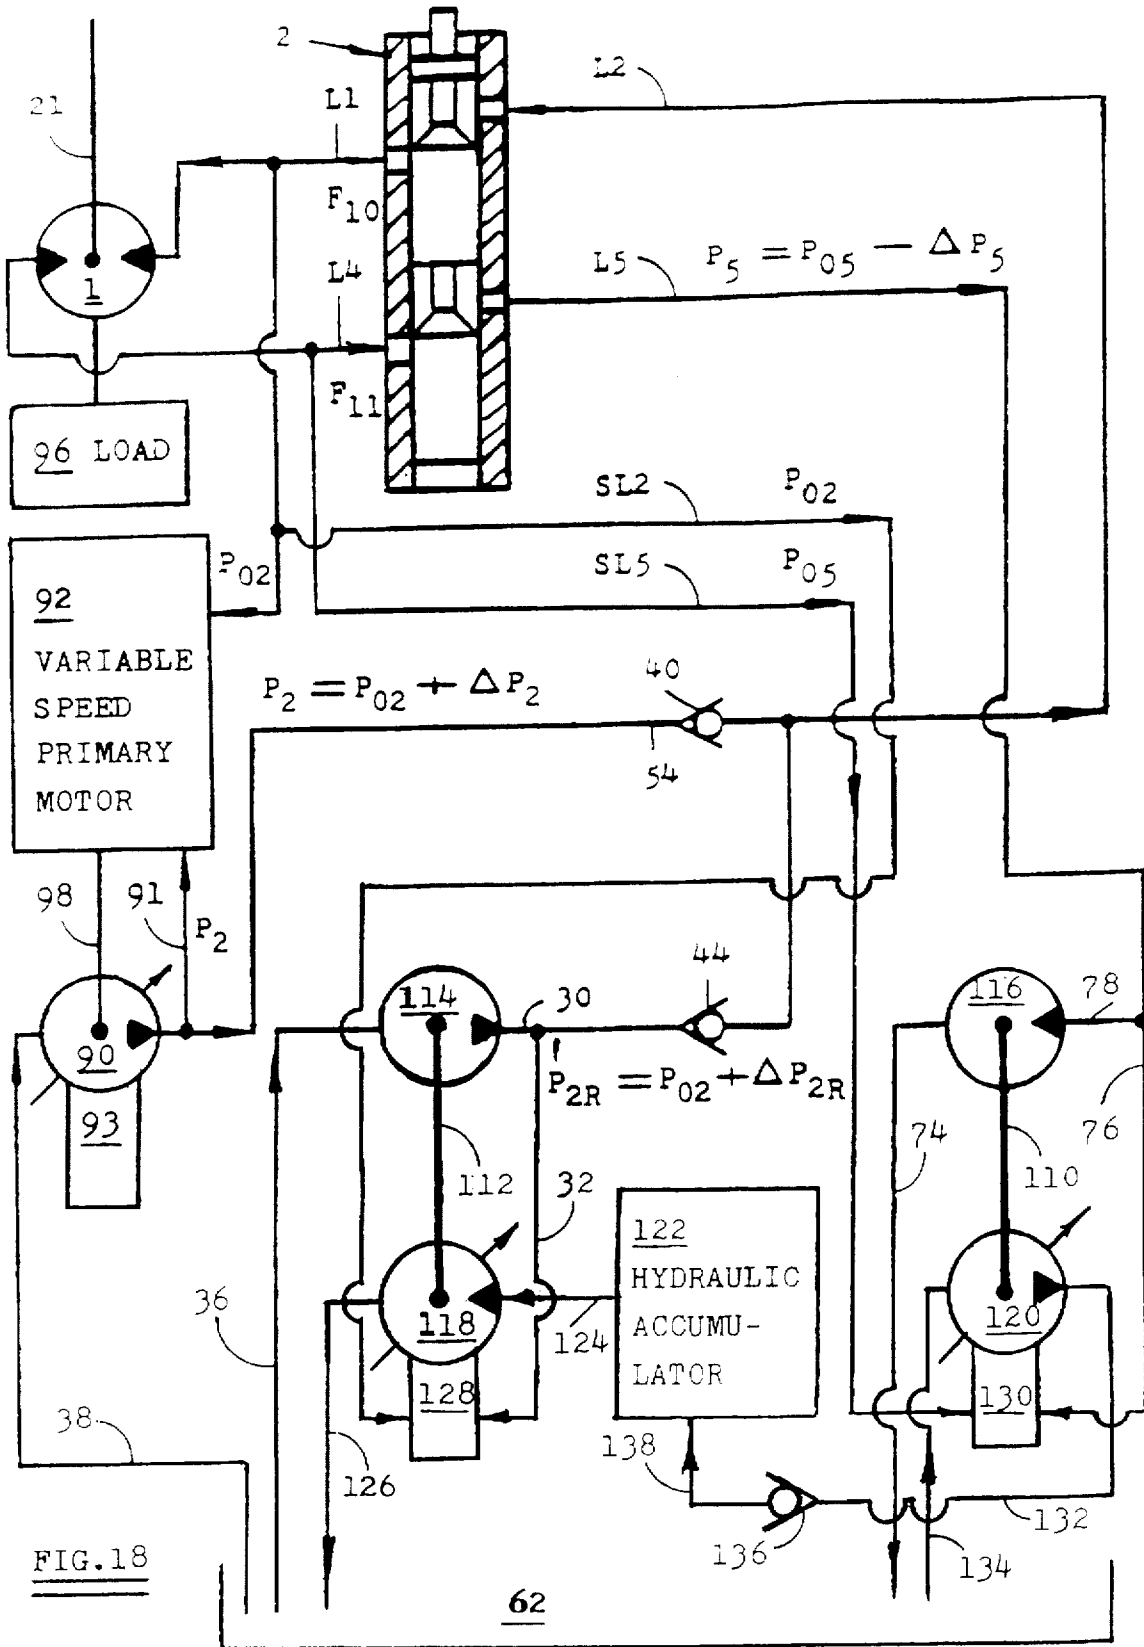 2
L2
21
L1
F10
L5
P5 = P05 − ΔP5
1
L4
F11
96 LOAD
SL2
P02
P02
SL5
P05
92
VARIABLE
SPEED
PRIMARY
MOTOR
P2 = P02 + ΔP2
40
54
98
91
P2
44
114
30
116
78
90
P2R = P02 + ΔP2R
93
74
76
112
32
110
122
HYDRAULIC
ACCUMU-
LATOR
36
118
124
120
128
130
38
126
138
136
132
134
FIG.18
62